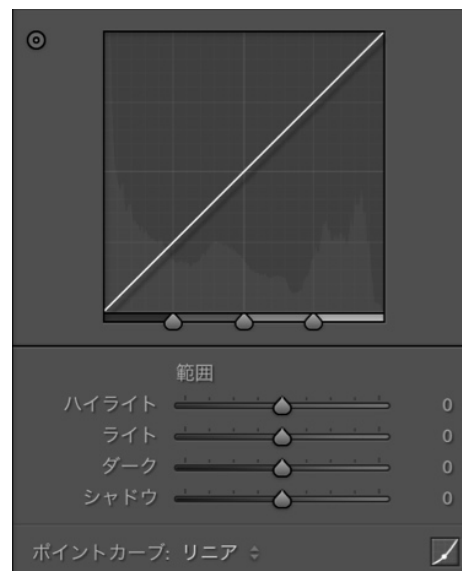 範囲
ハイライト 0
ライト 0
ダーク 0
シャドウ 0
ポイントカーブ: リニア